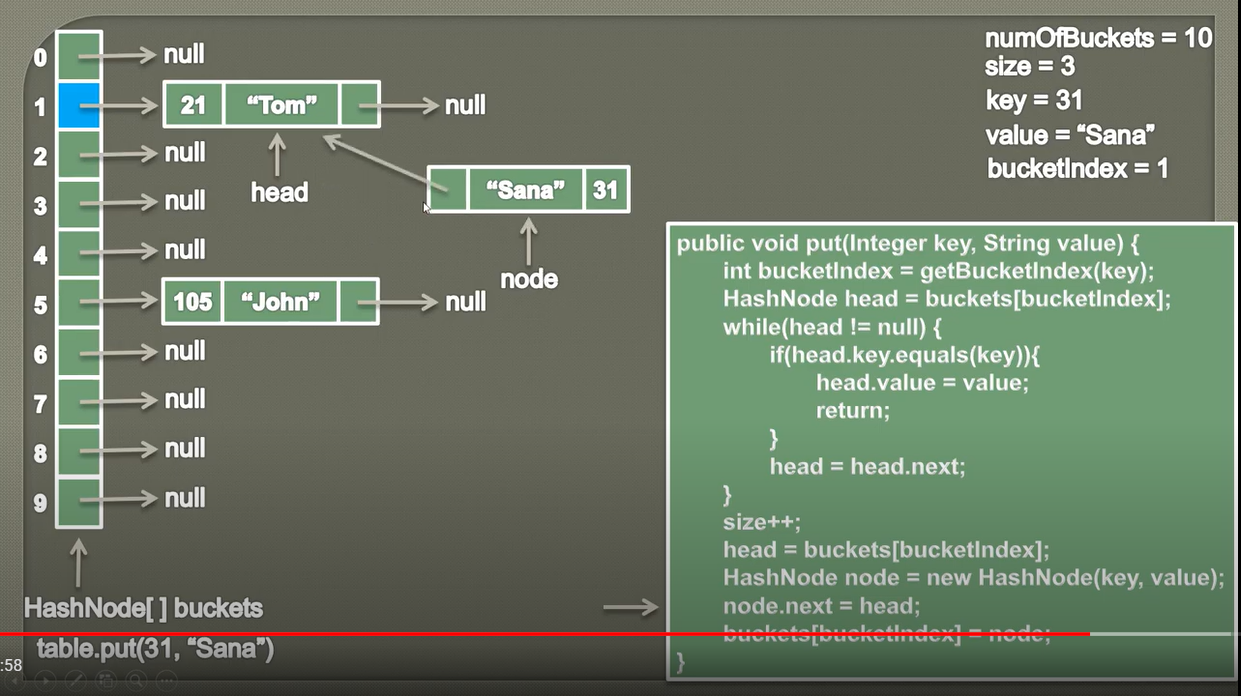 0 null
1 21 “Tom” null
2 null
head
3 null
“Sana” 31
4 null
node
5 105 “John” null
6 null
7 null
8 null
9 null
HashNode[ ] buckets
table.put(31, “Sana”)
:58
numOfBuckets = 10
size = 3
key = 31
value = “Sana”
bucketIndex = 1
public void put(Integer key, String value) {
int bucketIndex = getBucketIndex(key);
HashNode head = buckets[bucketIndex];
while(head != null) {
if(head.key.equals(key)){
head.value = value;
return;
}
head = head.next;
}
size++;
head = buckets[bucketIndex];
HashNode node = new HashNode(key, value);
node.next = head;
buckets[bucketIndex] = node;
}